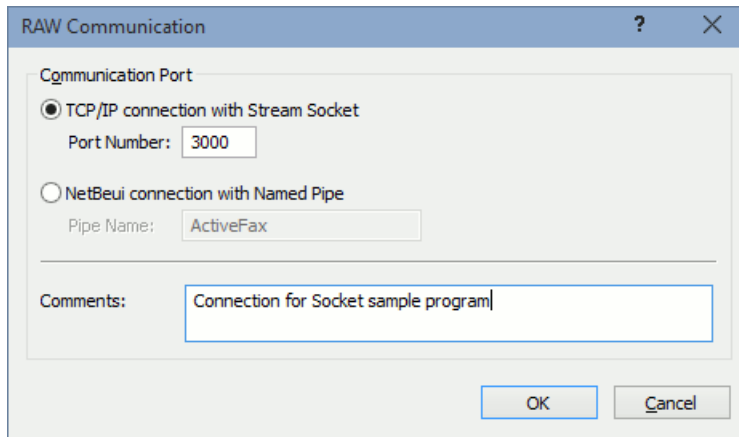 RAW Communication ?
Communication Port
TCP/IP connection with Stream Socket
Port Number: 3000
NetBeui connection with Named Pipe
Pipe Name: ActiveFax
Comments: Connection for Socket sample program
OK Cancel